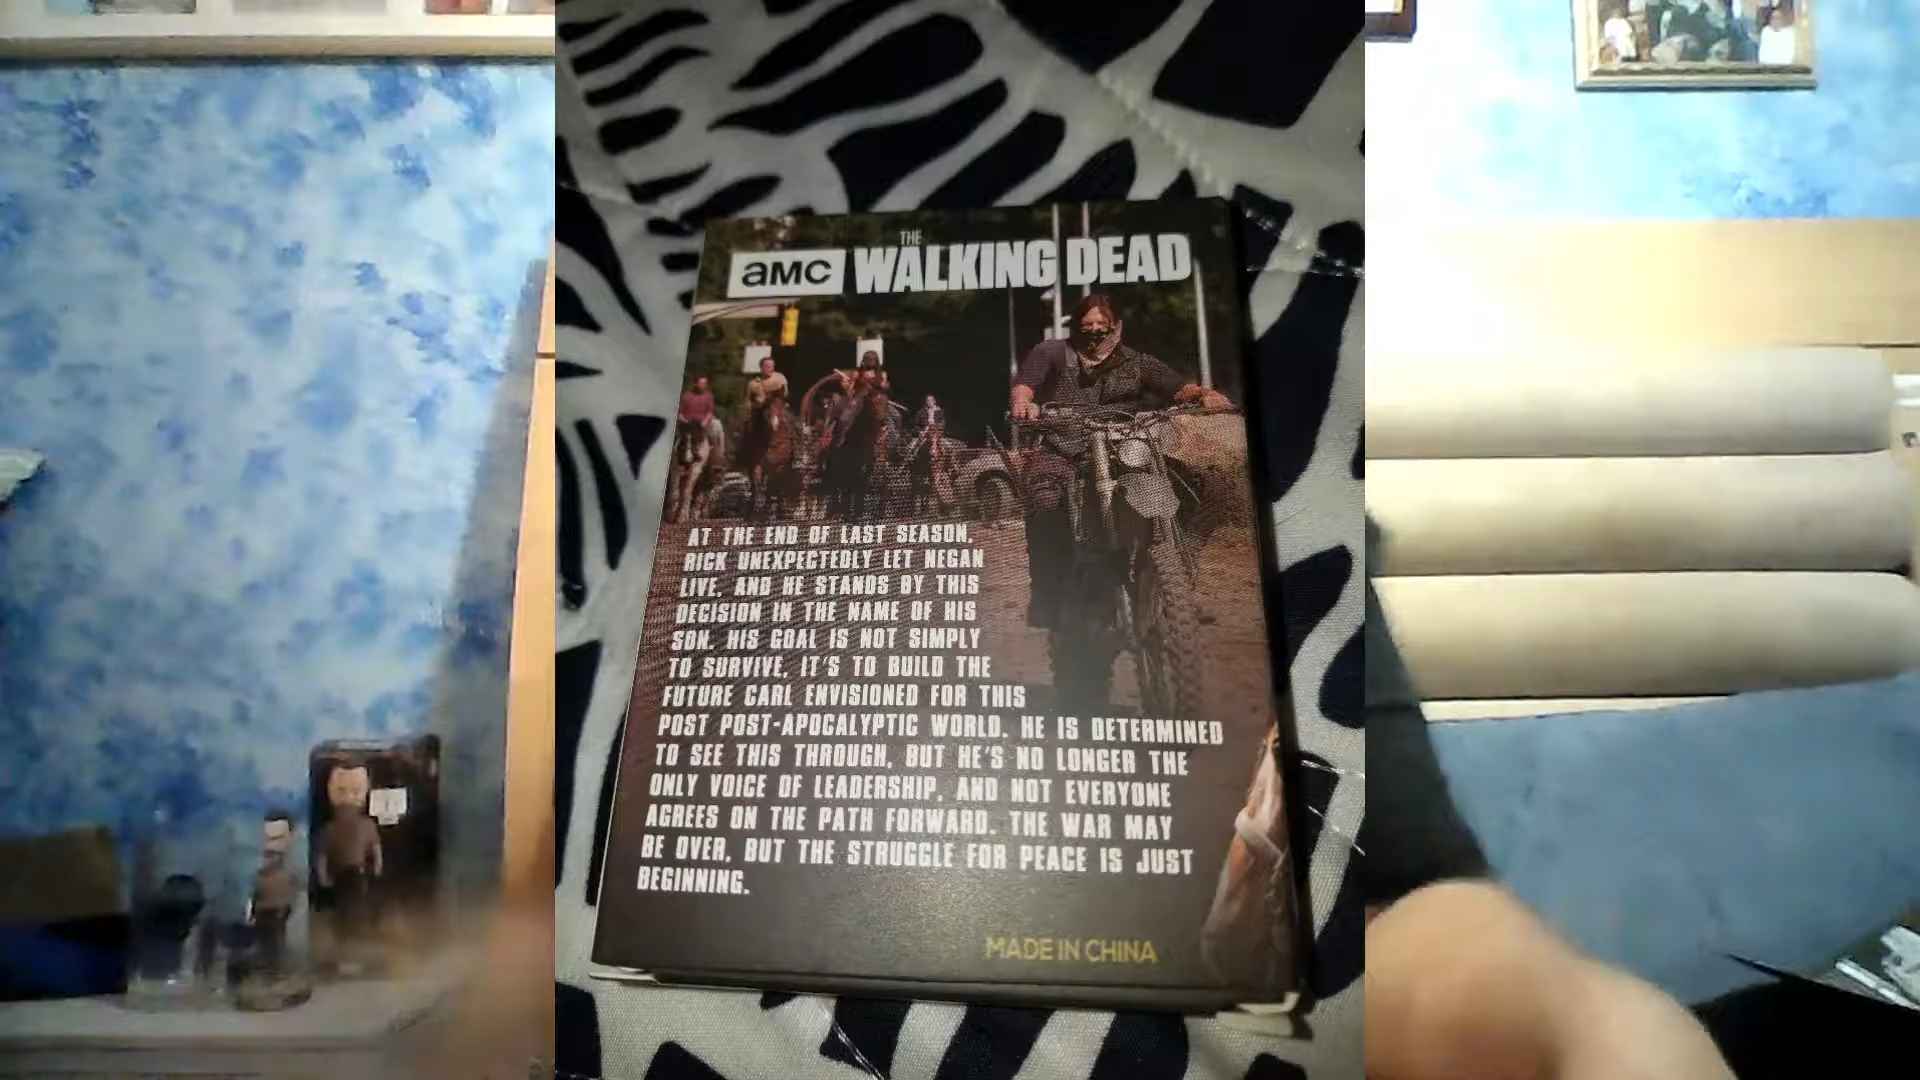 THE
aMC WALKING DEAD
AT THE END OF LAST SEASON,
RICK UNEXPECTEDLY LET NEGAN
LIVE, AND HE STANDS BY THIS
DECISION IN THE NAME OF HIS
SON. HIS GOAL IS NOT SIMPLY
TO SURVIVE, IT'S TO BUILD THE
FUTURE CARL ENVISIONED FOR THIS
POST POST-APOCALYPTIC WORLD. HE IS DETERMINED
TO SEE THIS THROUGH, BUT HE'S NO LONGER THE
ONLY VOICE OF LEADERSHIP, AND NOT EVERYONE
AGREES ON THE PATH FORWARD. THE WAR MAY
BE OVER, BUT THE STRUGGLE FOR PEACE IS JUST
BEGINNING.
MADE IN CHINA